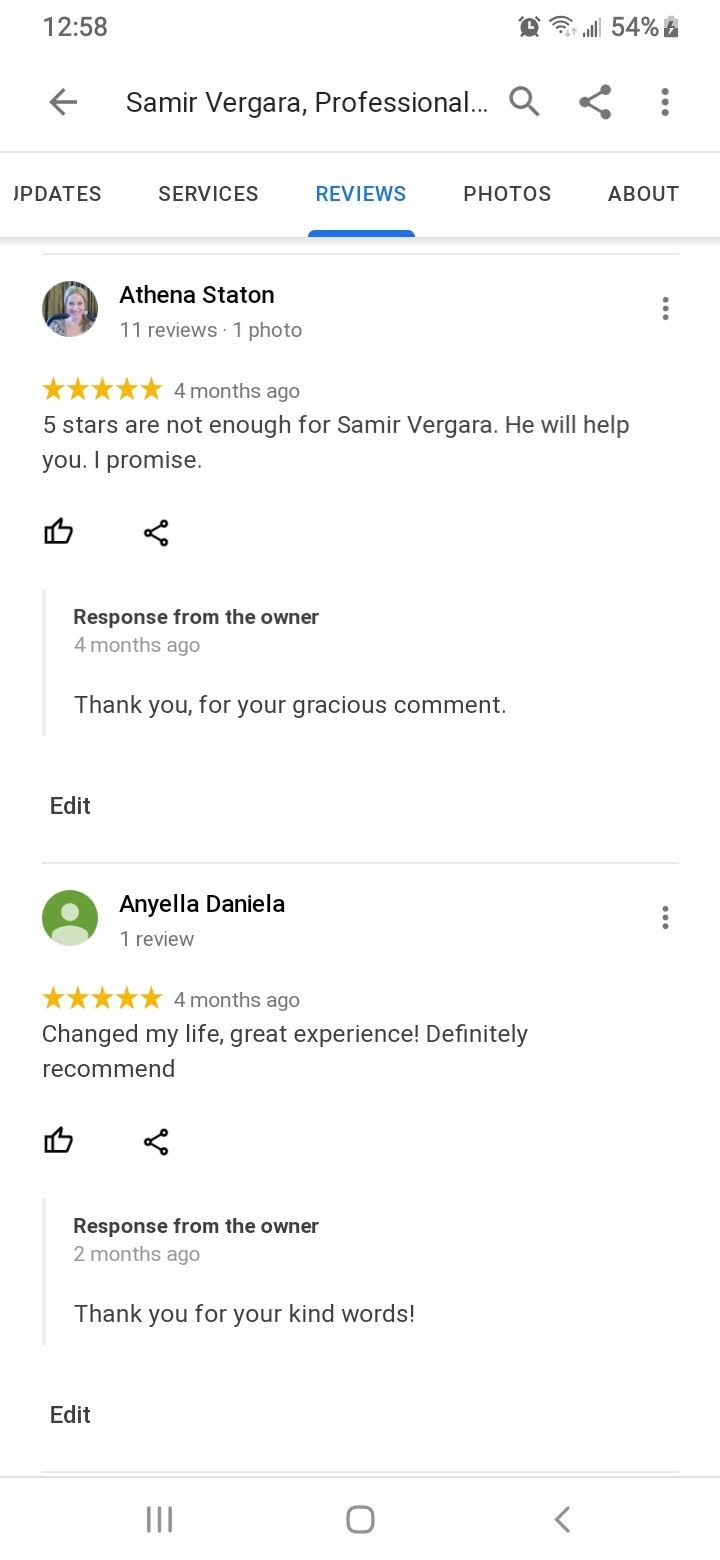 12:58
54%
Samir Vergara, Professional...
UPDATES SERVICES REVIEWS PHOTOS ABOUT
Athena Staton
11 reviews · 1 photo
4 months ago
5 stars are not enough for Samir Vergara. He will help
you. I promise.
Response from the owner
4 months ago
Thank you, for your gracious comment.
Edit
Anyella Daniela
1 review
4 months ago
Changed my life, great experience! Definitely
recommend
Response from the owner
2 months ago
Thank you for your kind words!
Edit